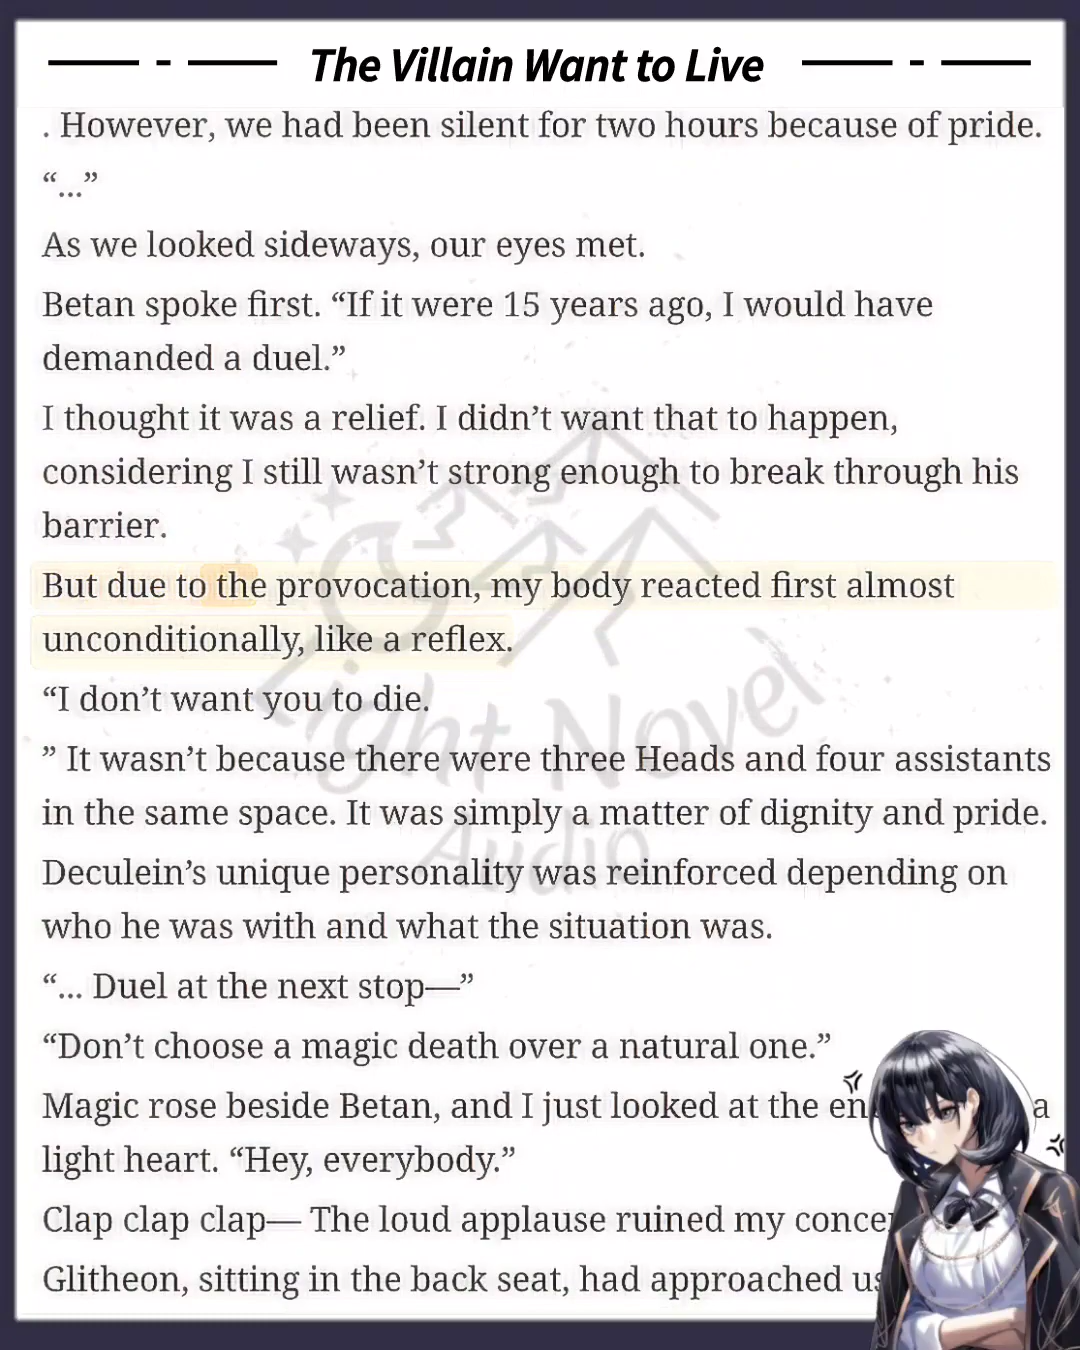 The Villain Want to Live
. However, we had been silent for two hours because of pride.
“...”
As we looked sideways, our eyes met.
Betan spoke first. “If it were 15 years ago, I would have
demanded a duel.”
I thought it was a relief. I didn’t want that to happen,
considering I still wasn’t strong enough to break through his
barrier.
But due to the provocation, my body reacted first almost
unconditionally, like a reflex.
“I don’t want you to die.
” It wasn’t because there were three Heads and four assistants
in the same space. It was simply a matter of dignity and pride.
Deculein’s unique personality was reinforced depending on
who he was with and what the situation was.
“... Duel at the next stop—”
“Don’t choose a magic death over a natural one.”
Magic rose beside Betan, and I just looked at the a
light heart. “Hey, everybody.”
Clap clap clap— The loud applause ruined my
Glitheon, sitting in the back seat, had approached us
Light Novel
Audio